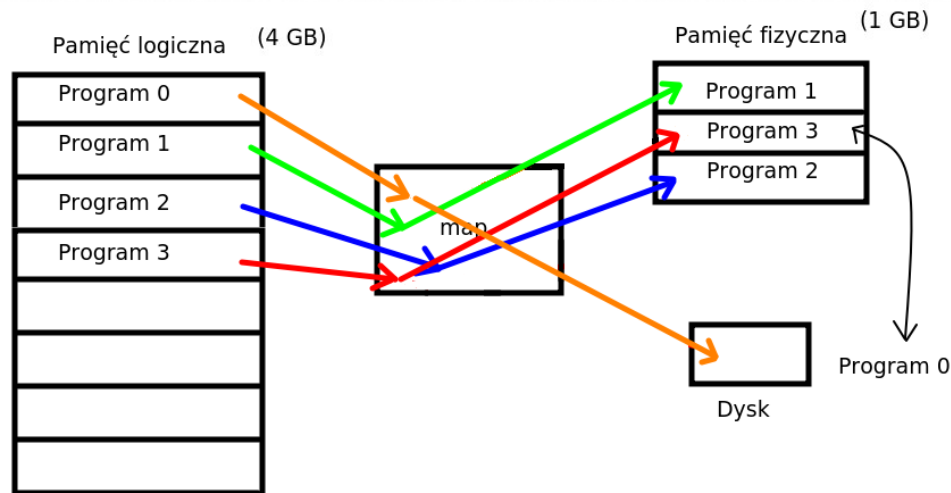 Pamięć logiczna (4 GB)
Program 0
Program 1
Program 2
Program 3
map
Pamięć fizyczna (1 GB)
Program 1
Program 3
Program 2
Dysk
Program 0